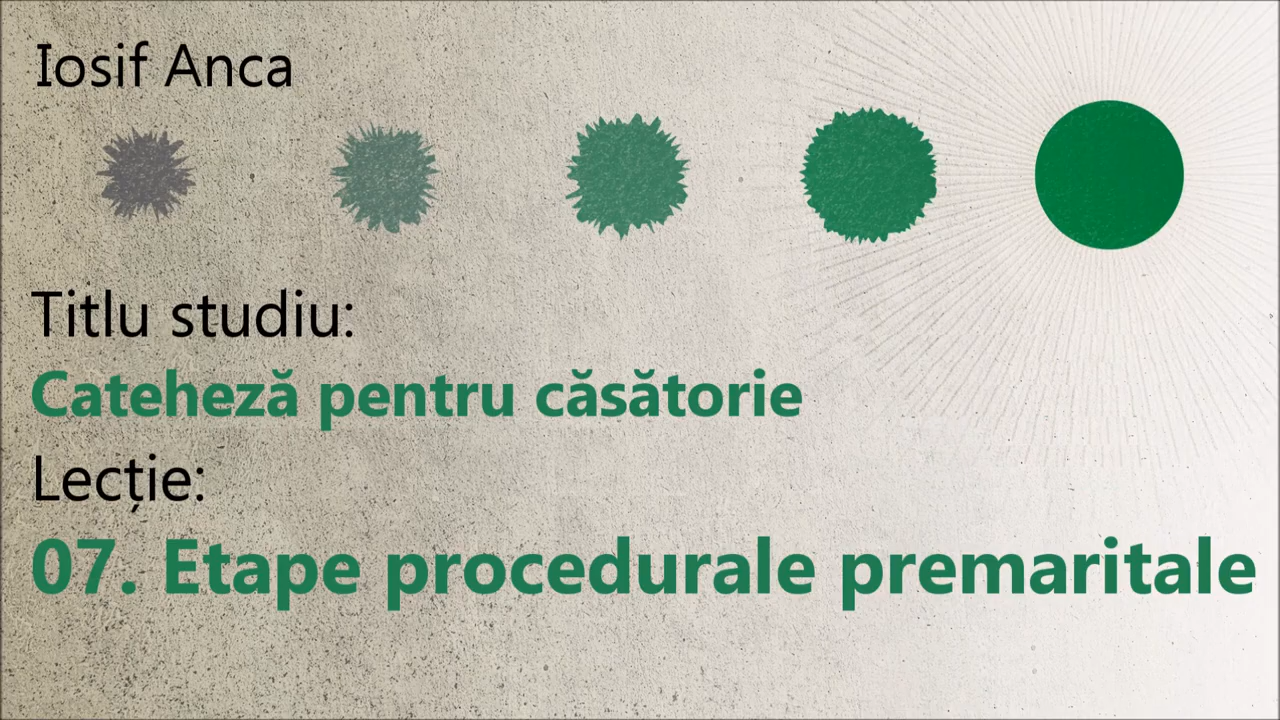 Iosif Anca
Titlu studiu:
Cateheză pentru căsătorie
Lecție:
07. Etape procedurale premaritale